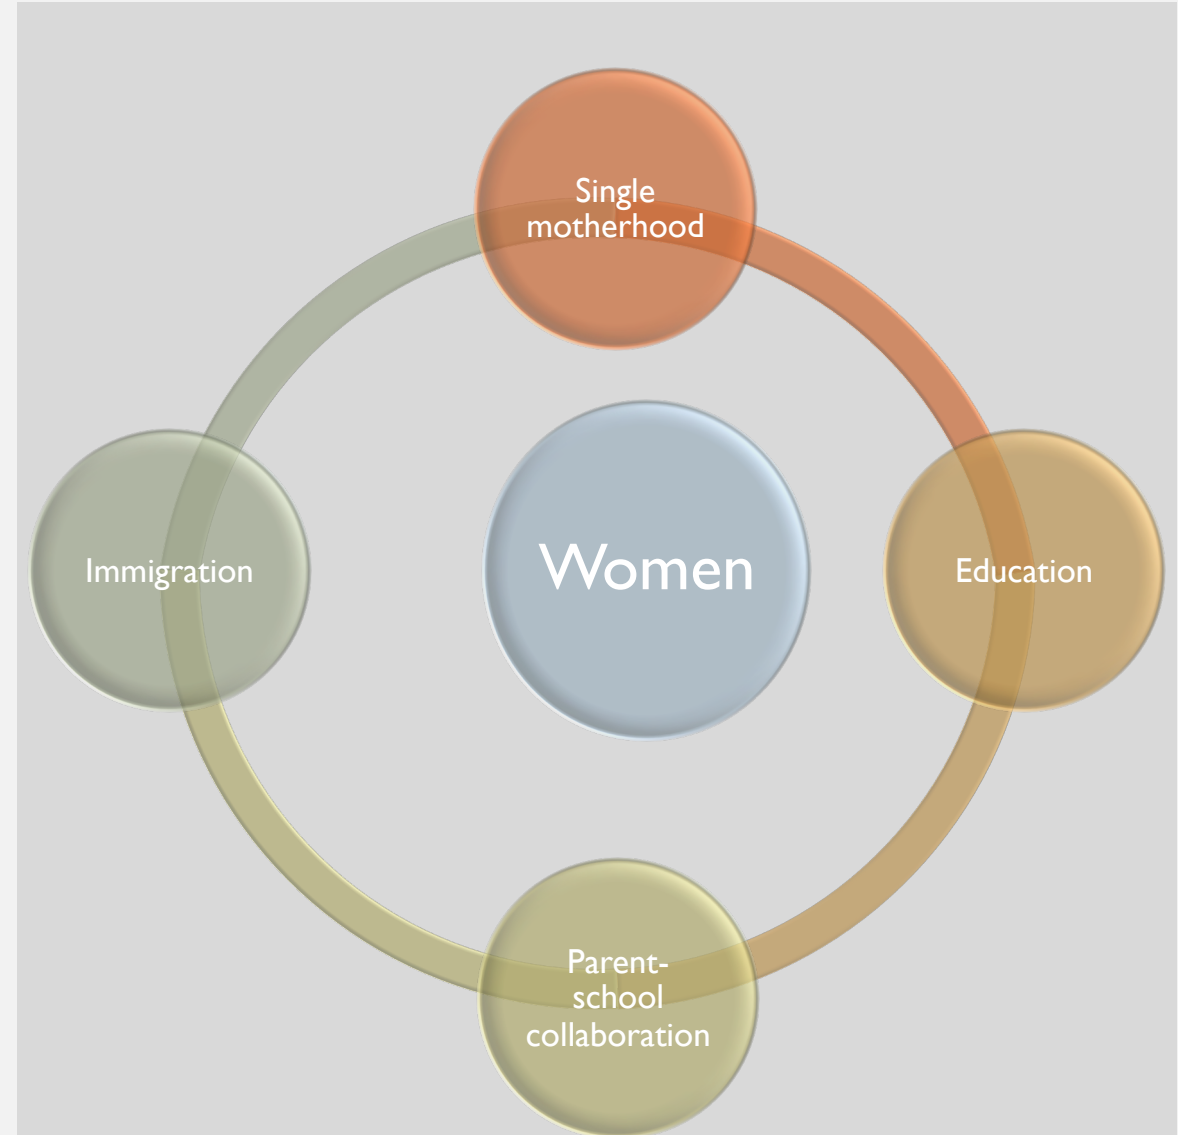 Single
motherhood
Immigration
Women
Education
Parent-
school
collaboration